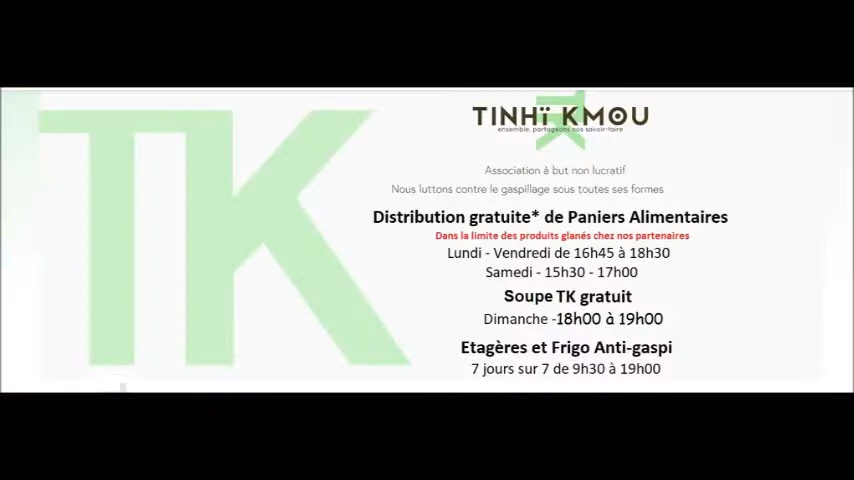 TK
TINHÏ KMOU
ensemble, partageons nos savoir-faire
Association à but non lucratif
Nous luttons contre le gaspillage sous toutes ses formes
Distribution gratuite* de Paniers Alimentaires
Dans la limite des produits glanés chez nos partenaires
Lundi - Vendredi de 16h45 à 18h30
Samedi - 15h30 - 17h00
Soupe TK gratuit
Dimanche -18h00 à 19h00
Etagères et Frigo Anti-gaspi
7 jours sur 7 de 9h30 à 19h00